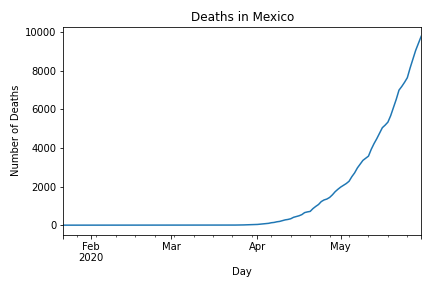 Deaths in Mexico
10000
8000
6000
4000
2000
0
Number of Deaths
Feb
2020
Mar
Apr
May
Day